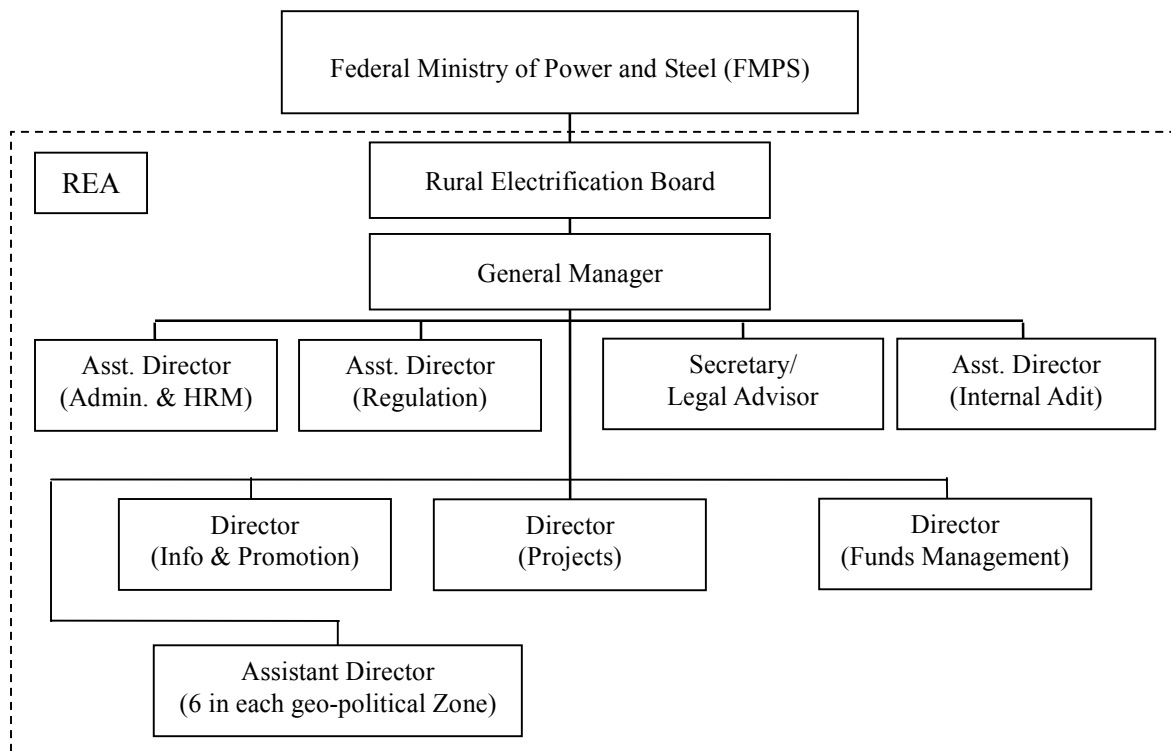 Federal Ministry of Power and Steel (FMPS)
REA
Rural Electrification Board
General Manager
Asst. Director
(Admin. & HRM)
Asst. Director
(Regulation)
Secretary/
Legal Advisor
Asst. Director
(Internal Adit)
Director
(Info & Promotion)
Director
(Projects)
Director
(Funds Management)
Assistant Director
(6 in each geo-political Zone)